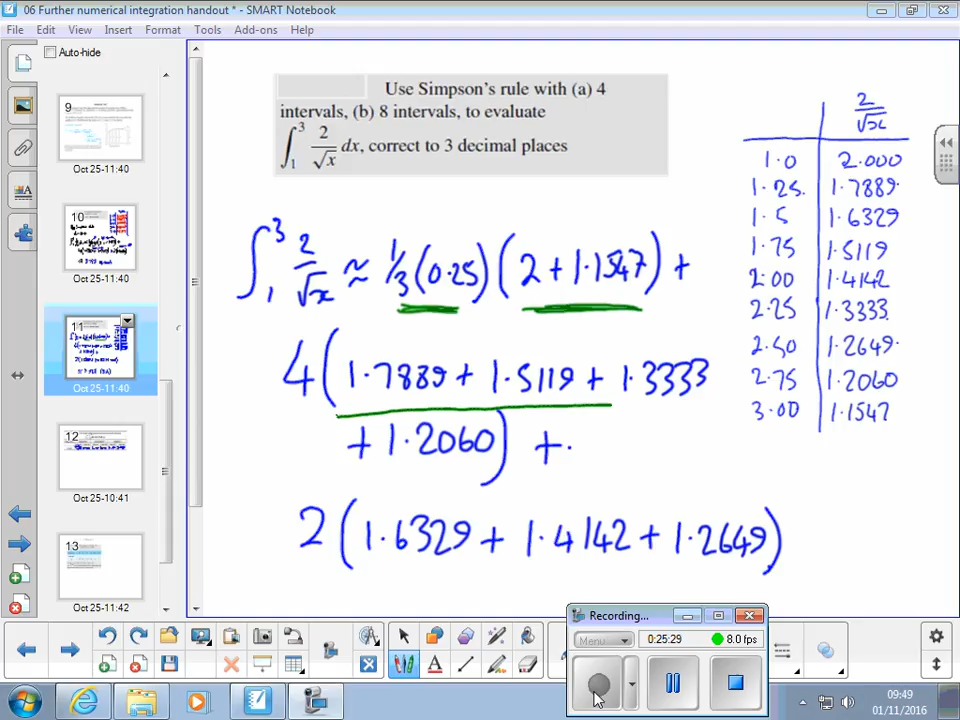 06 Further numerical integration handout * - SMART Notebook
File Edit View Insert Format Tools Add-ons Help
Auto-hide
9
Oct 25-11:40
10
Oct 25-11:40
11
Oct 25-11:40
12
Oct 25-10:41
13
Oct 25-11:42
Use Simpson's rule with (a) 4
intervals, (b) 8 intervals, to evaluate
∫₁³ 2/√x dx, correct to 3 decimal places
∫₁³ 2/√x ≈ 1/3 (0.25) (2 + 1.1547) +
4(1.7889 + 1.5119 + 1.3333
+ 1.2060) + .
2(1.6329 + 1.4142 + 1.2649)
2/√x
1.0 2.000
1.25. 1.7889.
1.5 1.6329
1.75 1.5119
2.00 1.4142
2.25 1.3333
2.50 1.2649.
2.75 1.2060
3.00 1.1547
Recording...
Menu 0:25:29 8.0 fps
A
09:49
01/11/2016